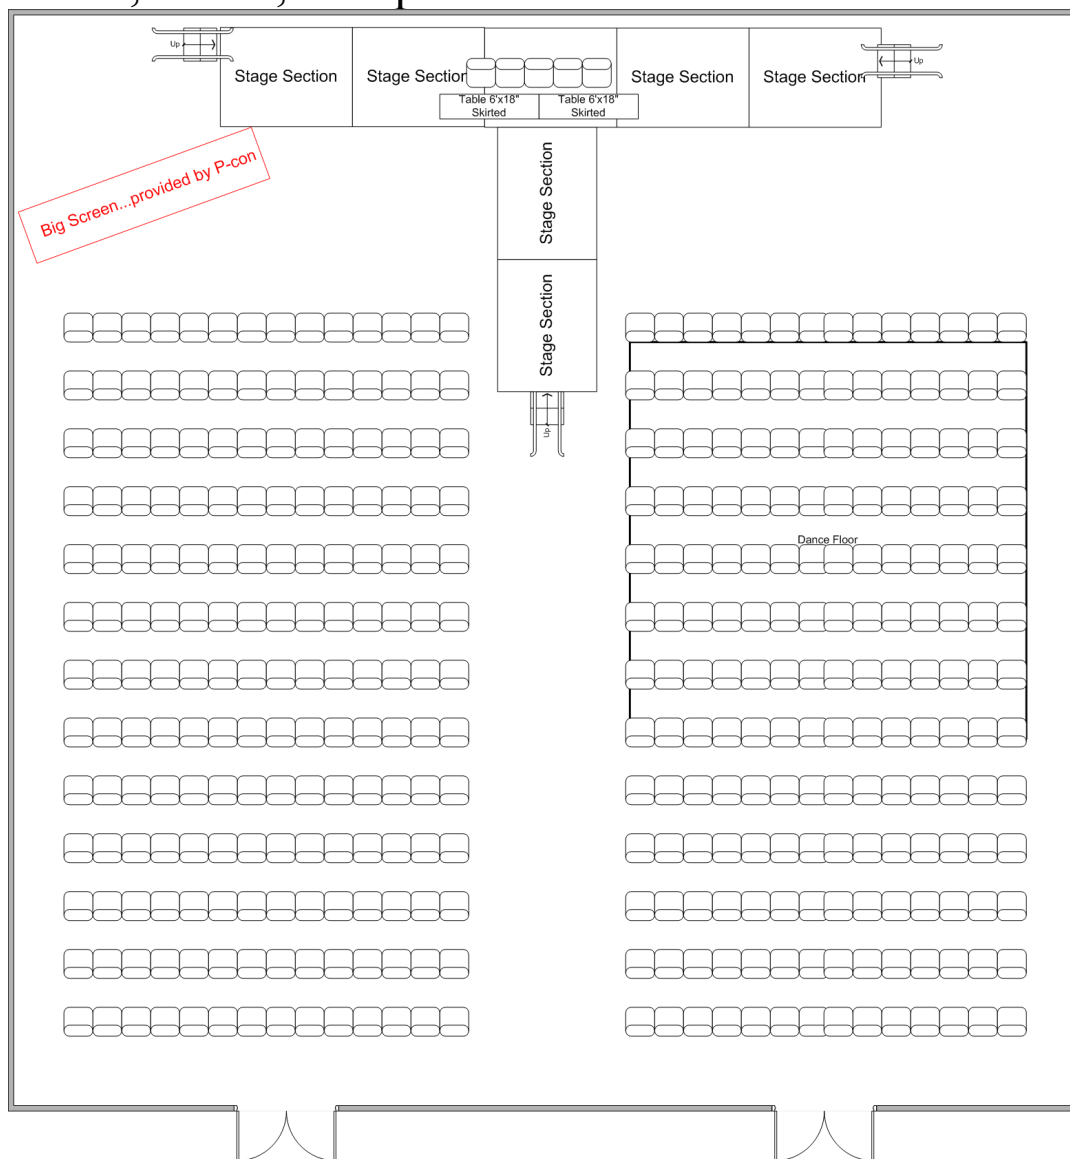 Up
Stage Section
Stage Section
Stage Section
Stage Section
Up
Table 6'x18"
Skirted
Table 6'x18"
Skirted
Big Screen...provided by P-con
Stage Section
Stage Section
Up
Dance Floor